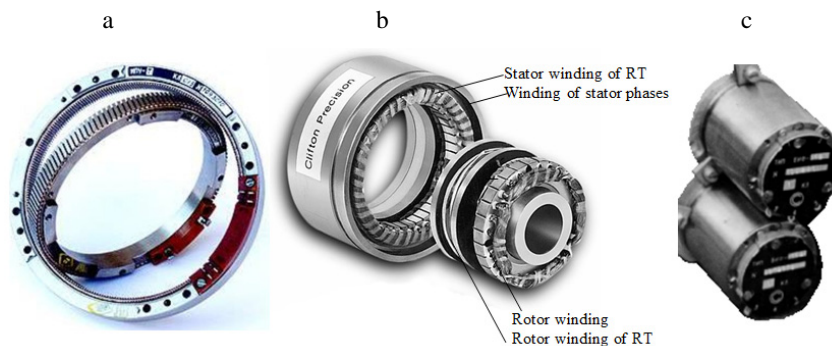 a
b
c
Stator winding of RT
Winding of stator phases
Clifton Precision
Rotor winding
Rotor winding of RT